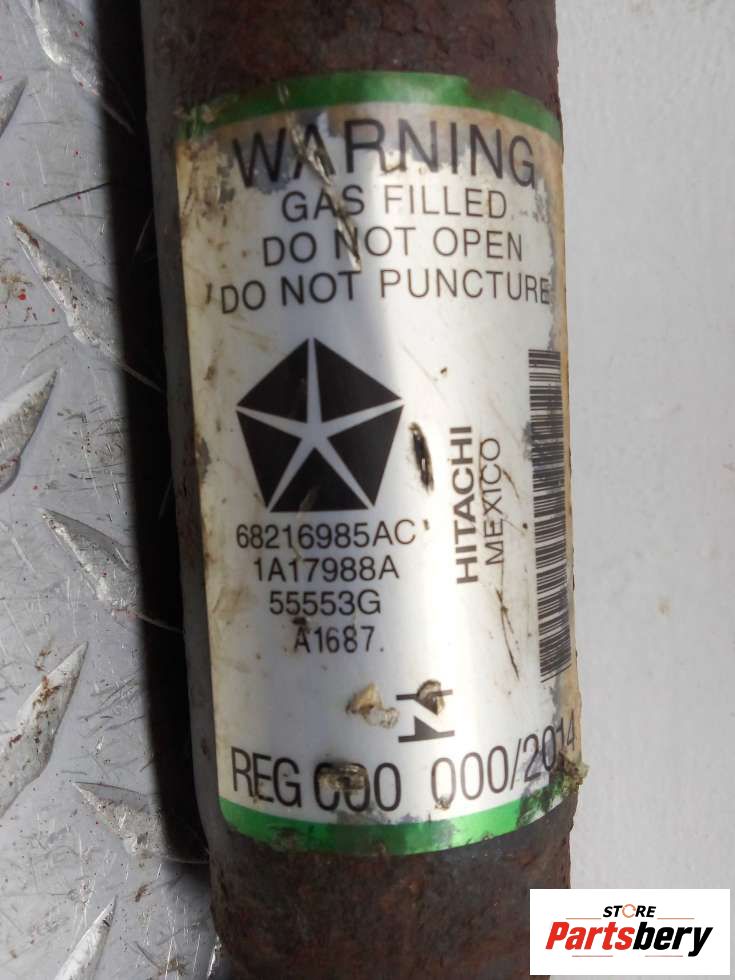 WARNING
GAS FILLED
DO NOT OPEN
DO NOT PUNCTURE
HITACHI
MEXICO
68216985AC
1A17988A
55553G
A1687.
REG 000 000/2014
STORE
Partsbery